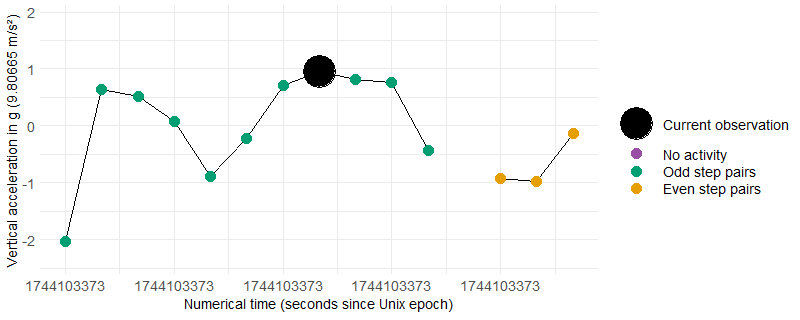 Vertical acceleration in g (9.80665 m/s²)
2
1
0
-1
-2
1744103373 1744103373 1744103373 1744103373 1744103373
Numerical time (seconds since Unix epoch)
Current observation
No activity
Odd step pairs
Even step pairs